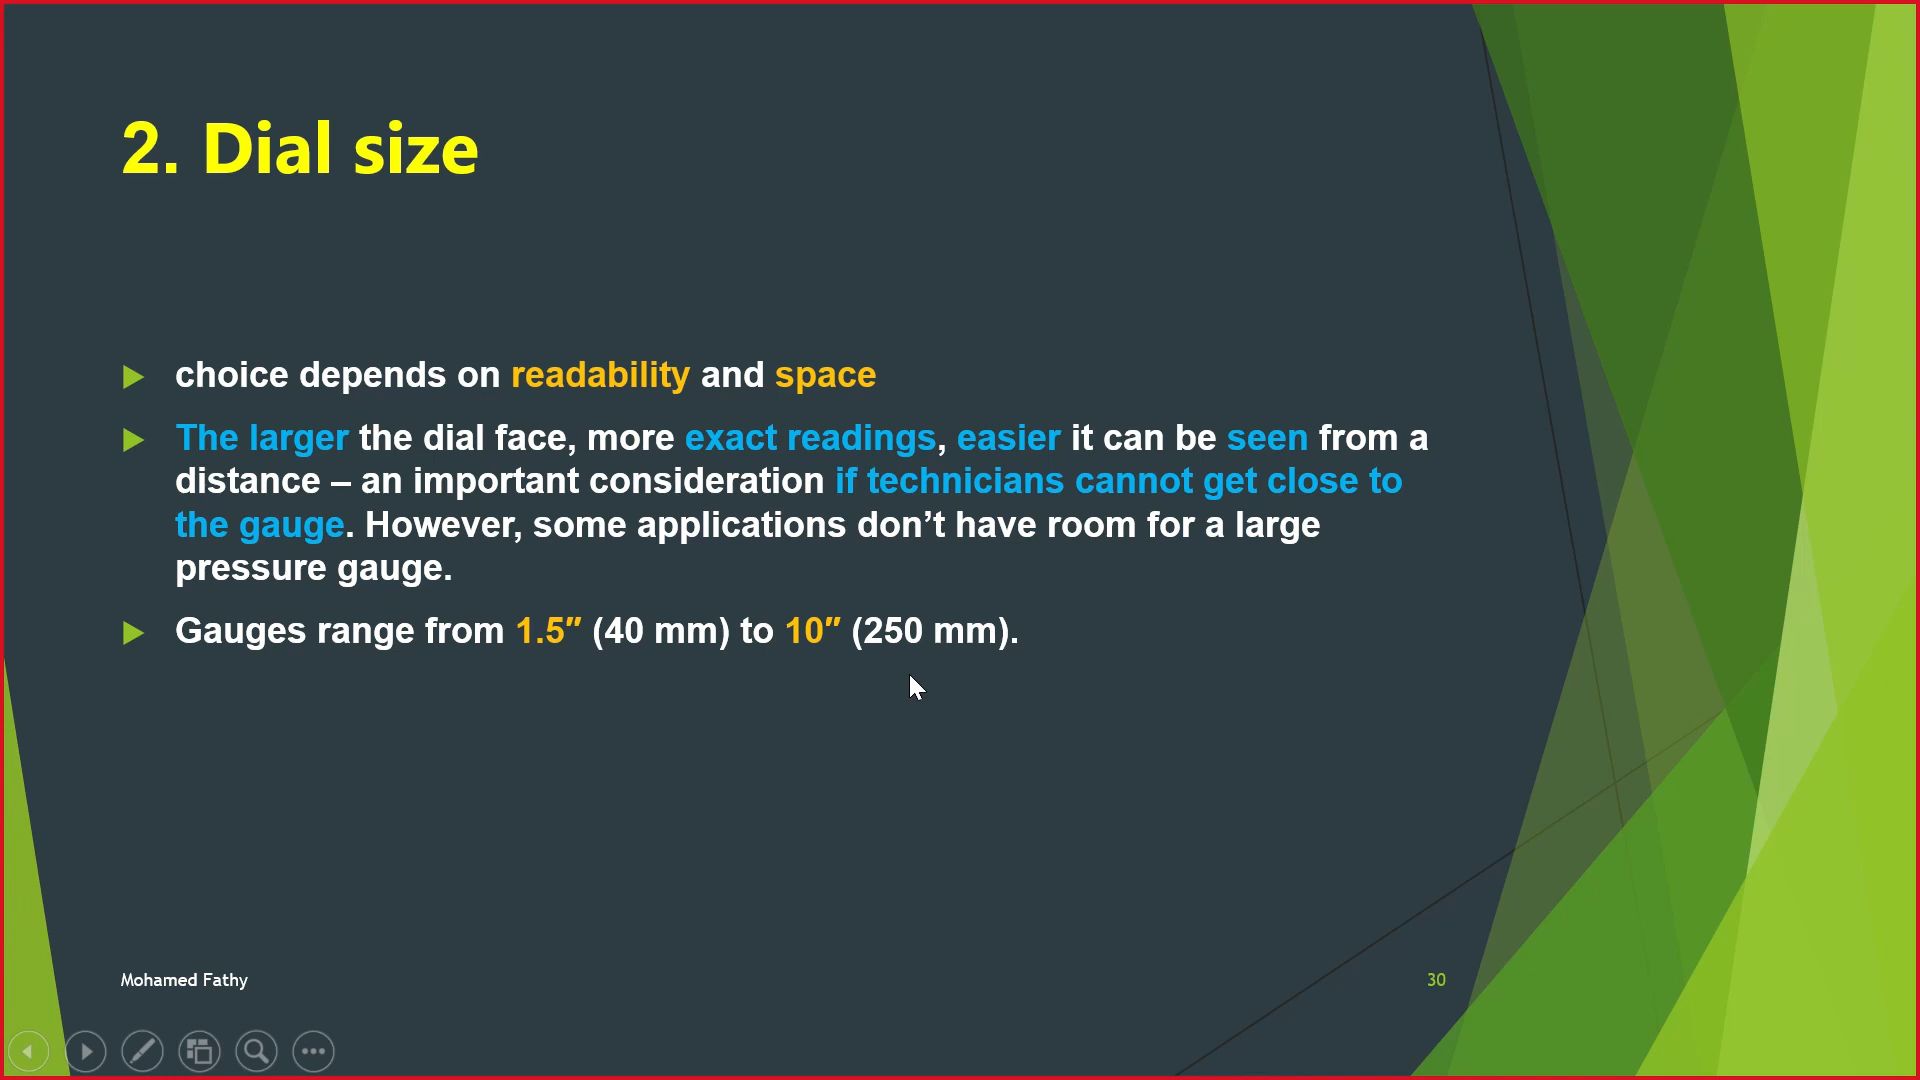 2. Dial size
choice depends on readability and space
The larger the dial face, more exact readings, easier it can be seen from a
distance – an important consideration if technicians cannot get close to
the gauge. However, some applications don’t have room for a large
pressure gauge.
Gauges range from 1.5″ (40 mm) to 10″ (250 mm).
Mohamed Fathy
30